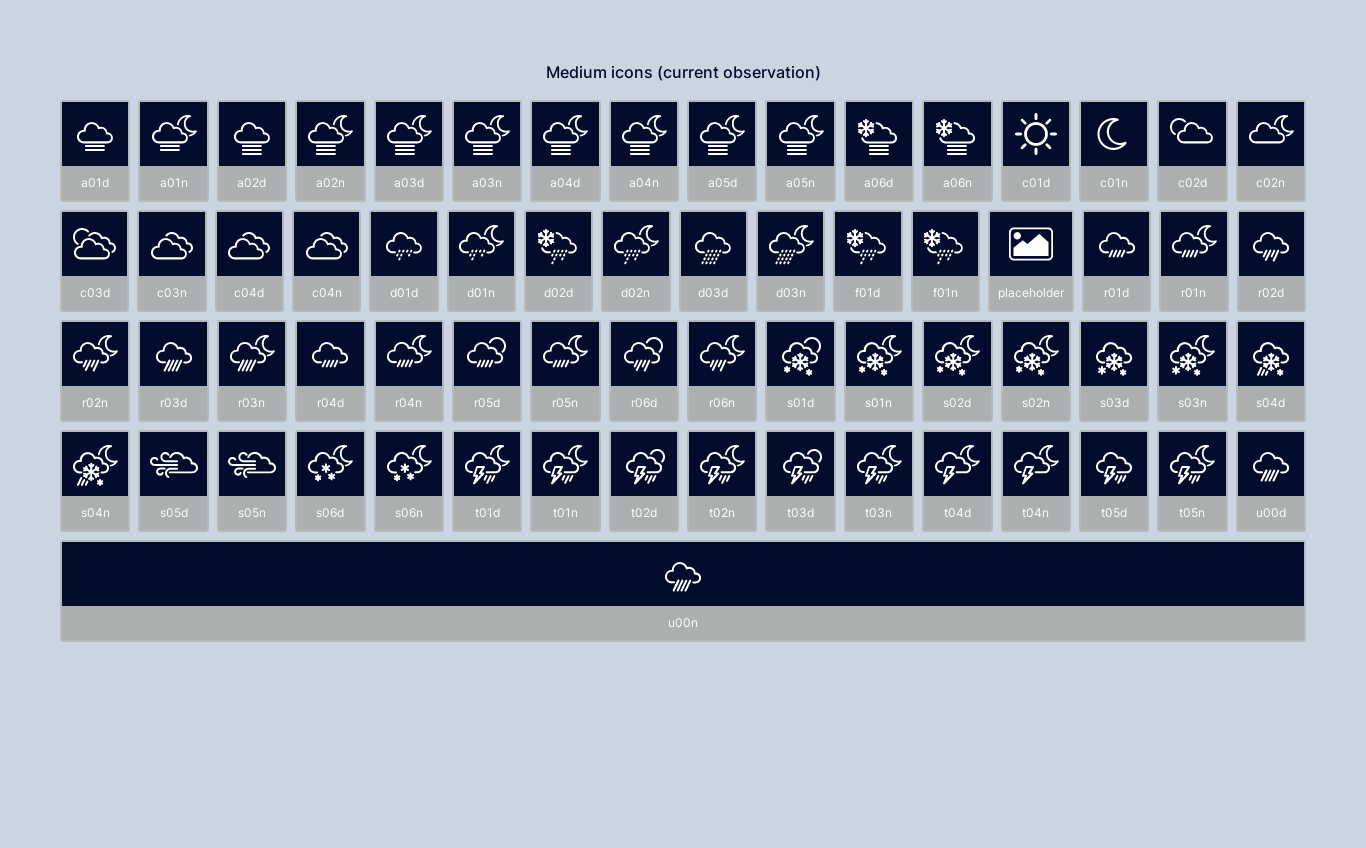 Medium icons (current observation)
a01d a01n a02d a02n a03d a03n a04d a04n a05d a05n a06d a06n c01d c01n c02d c02n
c03d c03n c04d c04n d01d d01n d02d d02n d03d d03n f01d f01n placeholder r01d r01n r02d
r02n r03d r03n r04d r04n r05d r05n r06d r06n s01d s01n s02d s02n s03d s03n s04d
s04n s05d s05n s06d s06n t01d t01n t02d t02n t03d t03n t04d t04n t05d t05n u00d
u00n